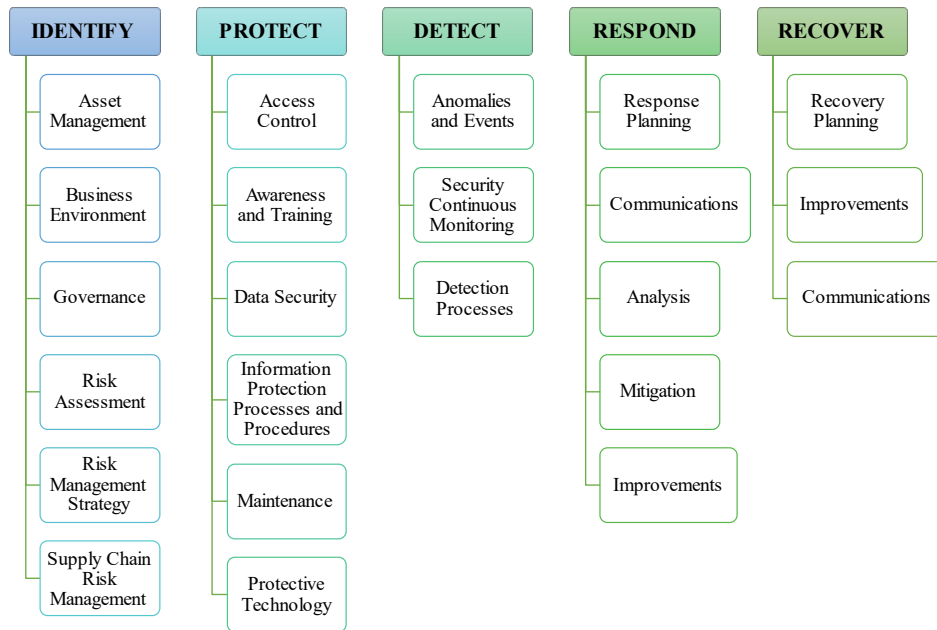 IDENTIFY
Asset
Management
Business
Environment
Governance
Risk
Assessment
Risk
Management
Strategy
Supply Chain
Risk
Management
PROTECT
Access
Control
Awareness
and Training
Data Security
Information
Protection
Processes and
Procedures
Maintenance
Protective
Technology
DETECT
Anomalies
and Events
Security
Continuous
Monitoring
Detection
Processes
RESPOND
Response
Planning
Communications
Analysis
Mitigation
Improvements
RECOVER
Recovery
Planning
Improvements
Communications